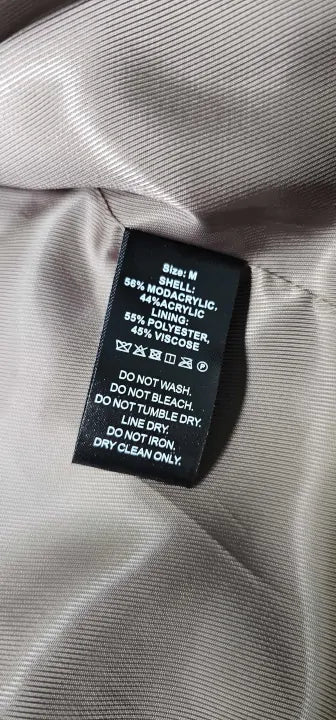 Size: M
SHELL:
56% MODACRYLIC,
44%ACRYLIC
LINING:
55% POLYESTER,
45% VISCOSE
P
DO NOT WASH.
DO NOT BLEACH.
DO NOT TUMBLE DRY.
LINE DRY.
DO NOT IRON.
DRY CLEAN ONLY.